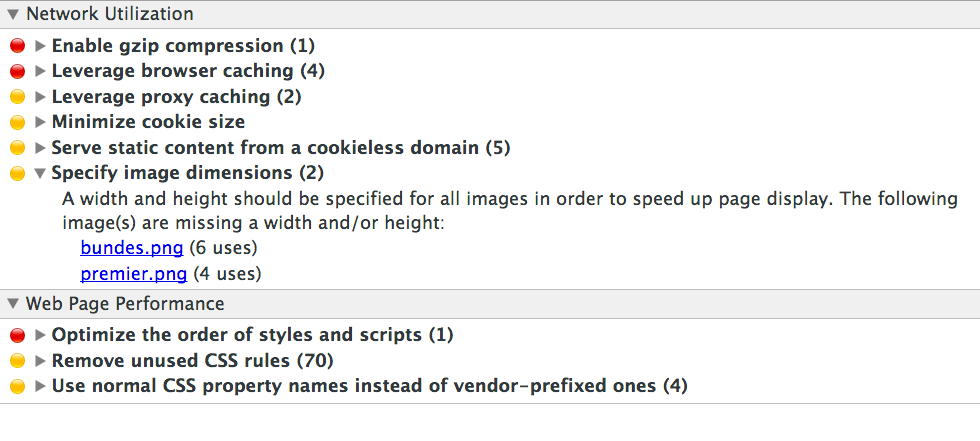 Network Utilization
Enable gzip compression (1)
Leverage browser caching (4)
Leverage proxy caching (2)
Minimize cookie size
Serve static content from a cookieless domain (5)
Specify image dimensions (2)
A width and height should be specified for all images in order to speed up page display. The following
image(s) are missing a width and/or height:
bundes.png (6 uses)
premier.png (4 uses)
Web Page Performance
Optimize the order of styles and scripts (1)
Remove unused CSS rules (70)
Use normal CSS property names instead of vendor-prefixed ones (4)